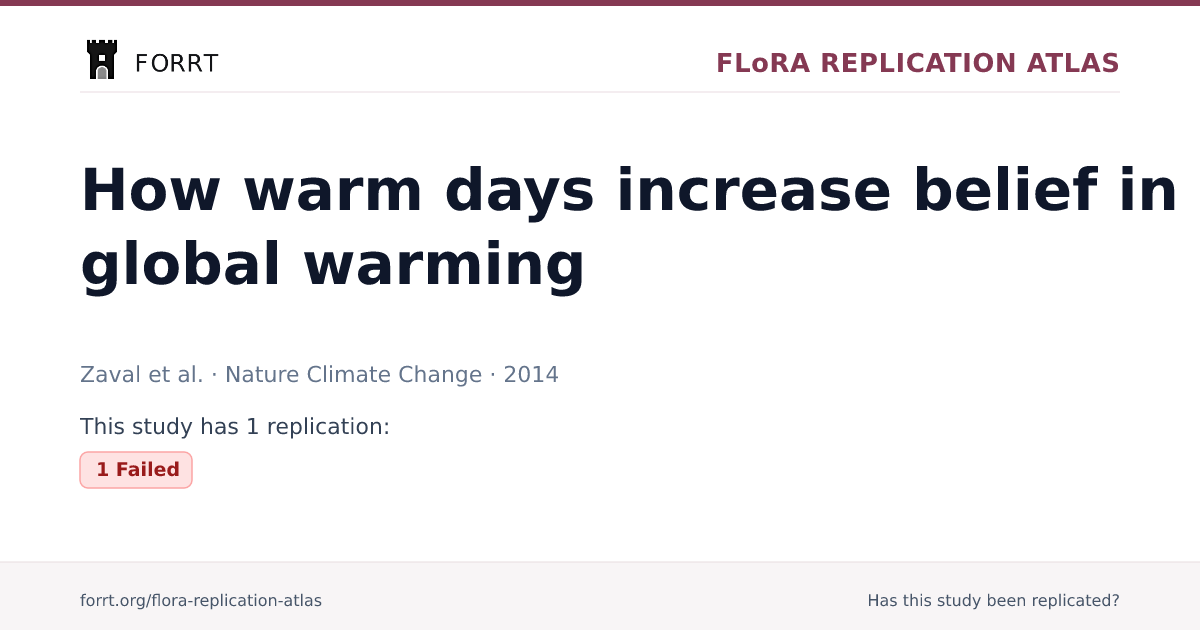 FORRT
FLoRA REPLICATION ATLAS
How warm days increase belief in
global warming
Zaval et al. · Nature Climate Change · 2014
This study has 1 replication:
1 Failed
forrt.org/flora-replication-atlas
Has this study been replicated?